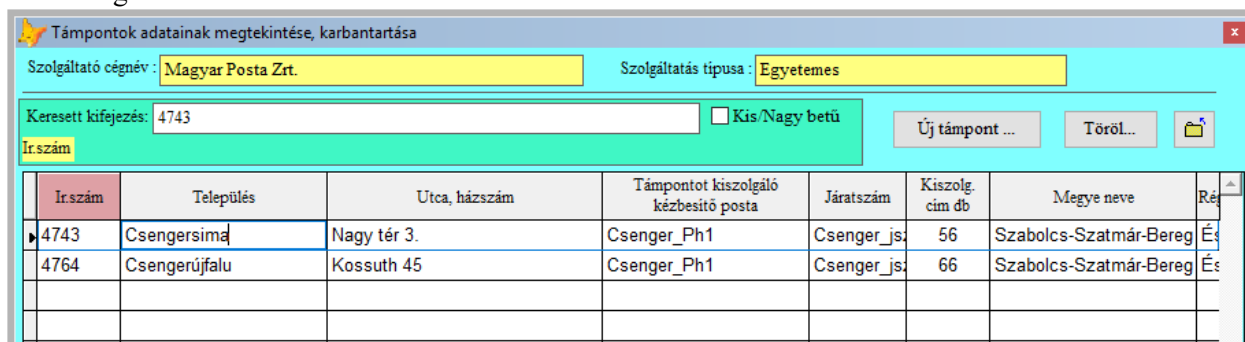 Támpontok adatainak megtekintése, karbantartása
Szolgáltató cégnév : Magyar Posta Zrt. Szolgáltatás típusa : Egyetemes
Keresett kifejezés: 4743 Kis/Nagy betű Új támpont ... Töröl...
Ir.szám
Ir.szám Település Utca, házszám Támpontot kiszolgáló kézbesítő posta Járatszám Kiszolg. cím db Megye neve
4743 Csengersima Nagy tér 3. Csenger_Ph1 Csenger_jsz 56 Szabolcs-Szatmár-Bereg
4764 Csengerújfalu Kossuth 45 Csenger_Ph1 Csenger_jsz 66 Szabolcs-Szatmár-Bereg